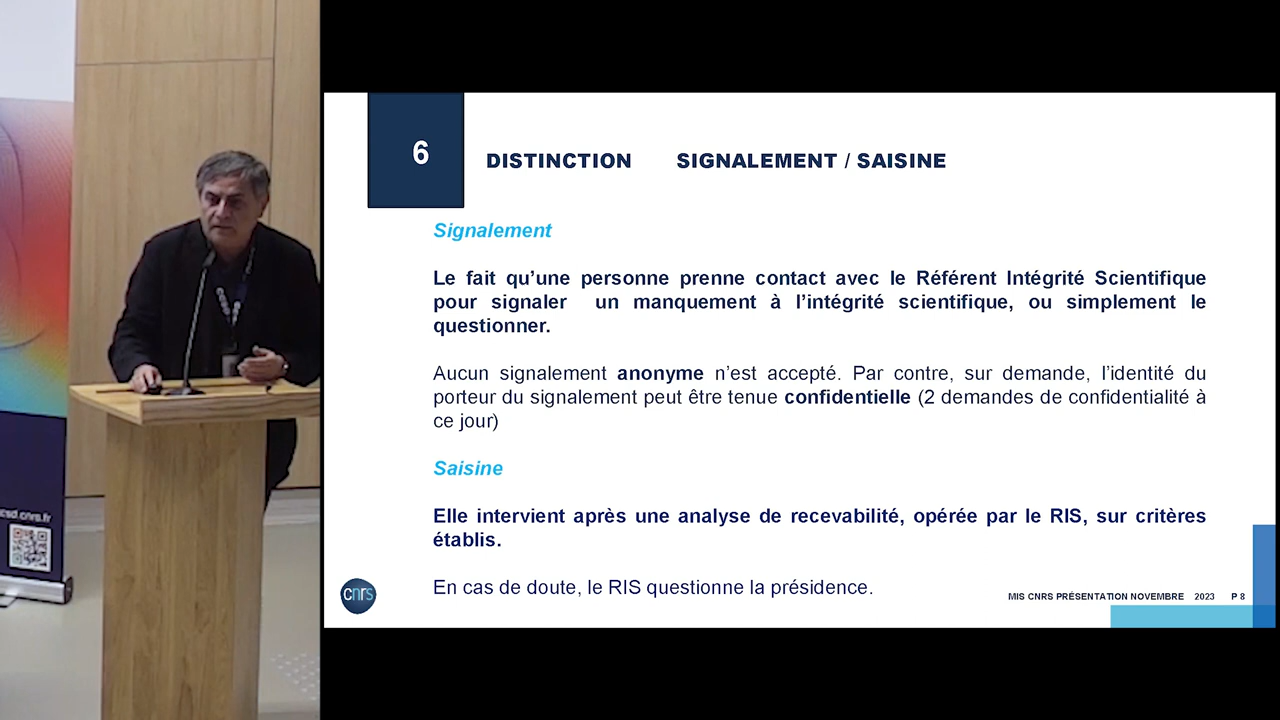 6
DISTINCTION SIGNALEMENT / SAISINE
Signalement
Le fait qu’une personne prenne contact avec le Référent Intégrité Scientifique
pour signaler un manquement à l’intégrité scientifique, ou simplement le
questionner.
Aucun signalement anonyme n’est accepté. Par contre, sur demande, l’identité du
porteur du signalement peut être tenue confidentielle (2 demandes de confidentialité à
ce jour)
Saisine
Elle intervient après une analyse de recevabilité, opérée par le RIS, sur critères
établis.
En cas de doute, le RIS questionne la présidence.
cnrs
MIS CNRS PRÉSENTATION NOVEMBRE 2023 P 8
csd.cnrs.fr